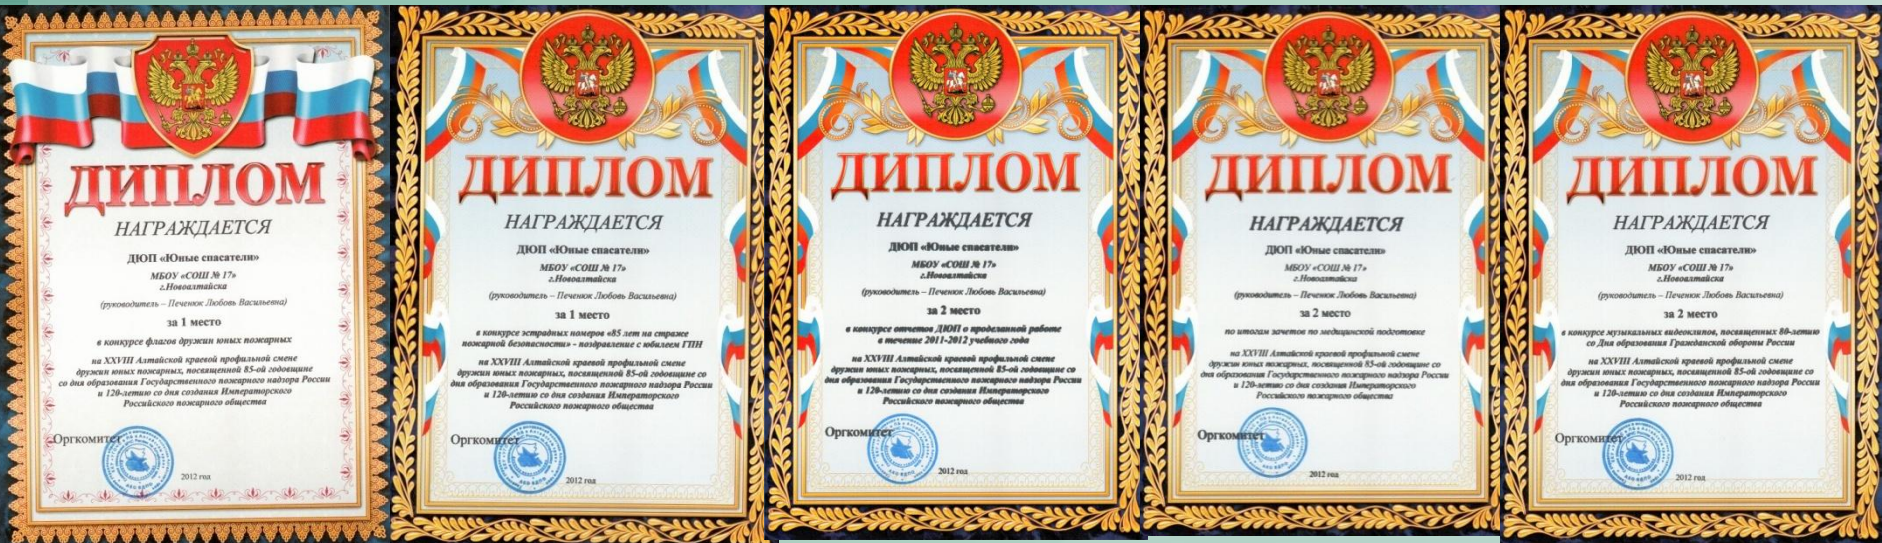 ДИПЛОМ
НАГРАЖДАЕТСЯ
ДЮП «Юные спасатели»
МБОУ «СОШ № 17»
г.Новоалтайска
(руководитель – Печенюк Любовь Васильевна)
за 1 место
в конкурсе флагов дружин юных пожарных
на XXVIII Алтайской краевой профильной смене
дружин юных пожарных, посвященной 85-ой годовщине
со дня образования Государственного пожарного надзора России
и 120-летию со дня создания Императорского
Российского пожарного общества
Оргкомитет
2012 год
ДИПЛОМ
НАГРАЖДАЕТСЯ
ДЮП «Юные спасатели»
МБОУ «СОШ № 17»
г.Новоалтайска
(руководитель – Печенюк Любовь Васильевна)
за 1 место
в конкурсе эстрадных номеров «85 лет на страже
пожарной безопасности» - поздравление с юбилеем ГПН
на XXVIII Алтайской краевой профильной смене
дружин юных пожарных, посвященной 85-ой годовщине со
дня образования Государственного пожарного надзора России
и 120-летию со дня создания Императорского
Российского пожарного общества
Оргкомитет
2012 год
ДИПЛОМ
НАГРАЖДАЕТСЯ
ДЮП «Юные спасатели»
МБОУ «СОШ № 17»
г.Новоалтайска
(руководитель – Печенюк Любовь Васильевна)
за 2 место
в конкурсе отчетов ДЮП о проделанной работе
в течение 2011-2012 учебного года
на XXVIII Алтайской краевой профильной смене
дружин юных пожарных, посвященной 85-ой годовщине со
дня образования Государственного пожарного надзора России
и 120-летию со дня создания Императорского
Российского пожарного общества
Оргкомитет
2012 год
ДИПЛОМ
НАГРАЖДАЕТСЯ
ДЮП «Юные спасатели»
МБОУ «СОШ № 17»
г.Новоалтайска
(руководитель – Печенюк Любовь Васильевна)
за 2 место
по итогам зачетов по медицинской подготовке
на XXVIII Алтайской краевой профильной смене
дружин юных пожарных, посвященной 85-ой годовщине со
дня образования Государственного пожарного надзора России
и 120-летию со дня создания Императорского
Российского пожарного общества
Оргкомитет
2012 год
ДИПЛОМ
НАГРАЖДАЕТСЯ
ДЮП «Юные спасатели»
МБОУ «СОШ № 17»
г.Новоалтайска
(руководитель – Печенюк Любовь Васильевна)
за 2 место
в конкурсе музыкальных видеоклипов, посвященных 80-летию
со Дня образования Гражданской обороны России
на XXVIII Алтайской краевой профильной смене
дружин юных пожарных, посвященной 85-ой годовщине со
дня образования Государственного пожарного надзора России
и 120-летию со дня создания Императорского
Российского пожарного общества
Оргкомитет
2012 год